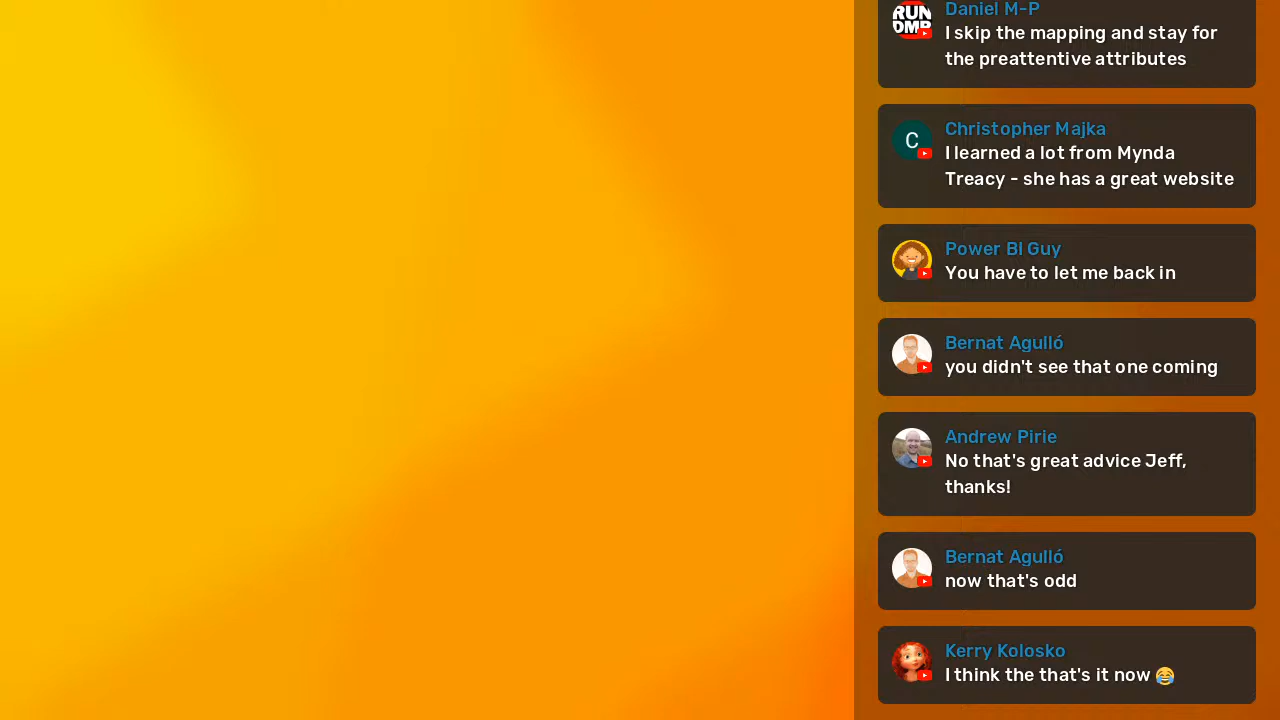 RUN
DMP
Daniel M-P
I skip the mapping and stay for
the preattentive attributes
C
Christopher Majka
I learned a lot from Mynda
Treacy - she has a great website
Power BI Guy
You have to let me back in
Bernat Agulló
you didn't see that one coming
Andrew Pirie
No that's great advice Jeff,
thanks!
Bernat Agulló
now that's odd
Kerry Kolosko
I think the that's it now 😂